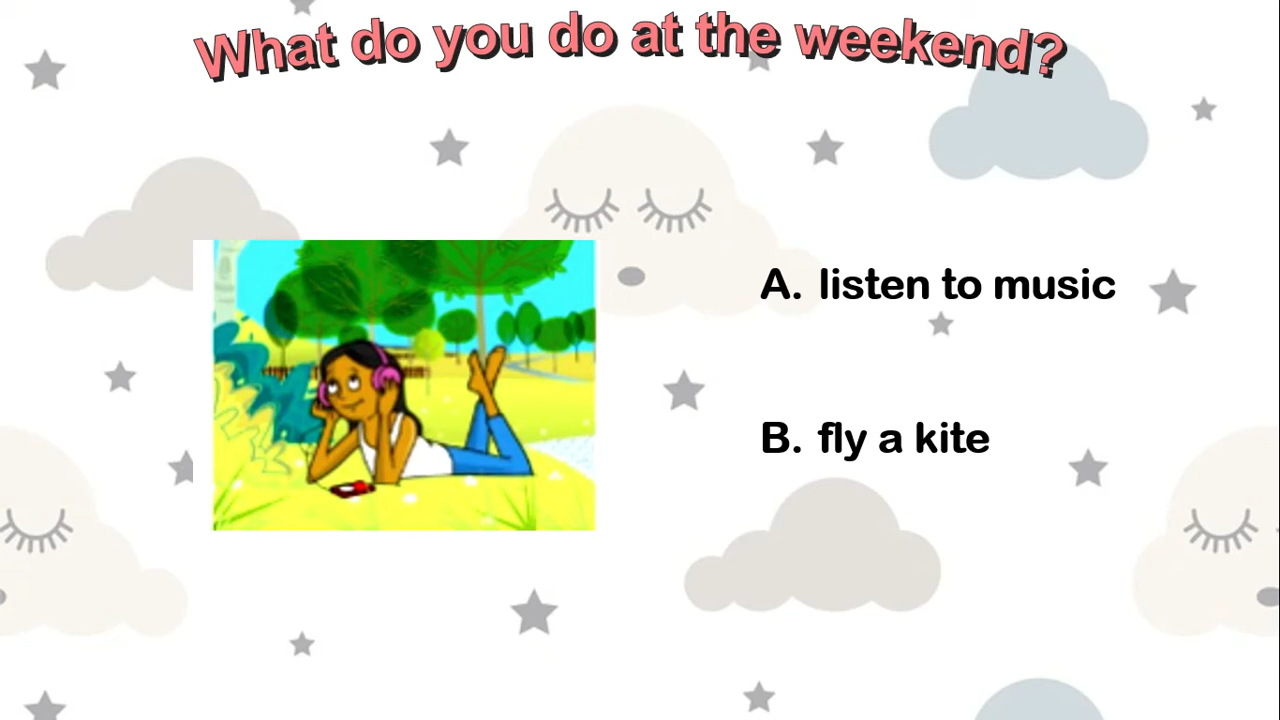 What do you do at the weekend?
A. listen to music
B. fly a kite